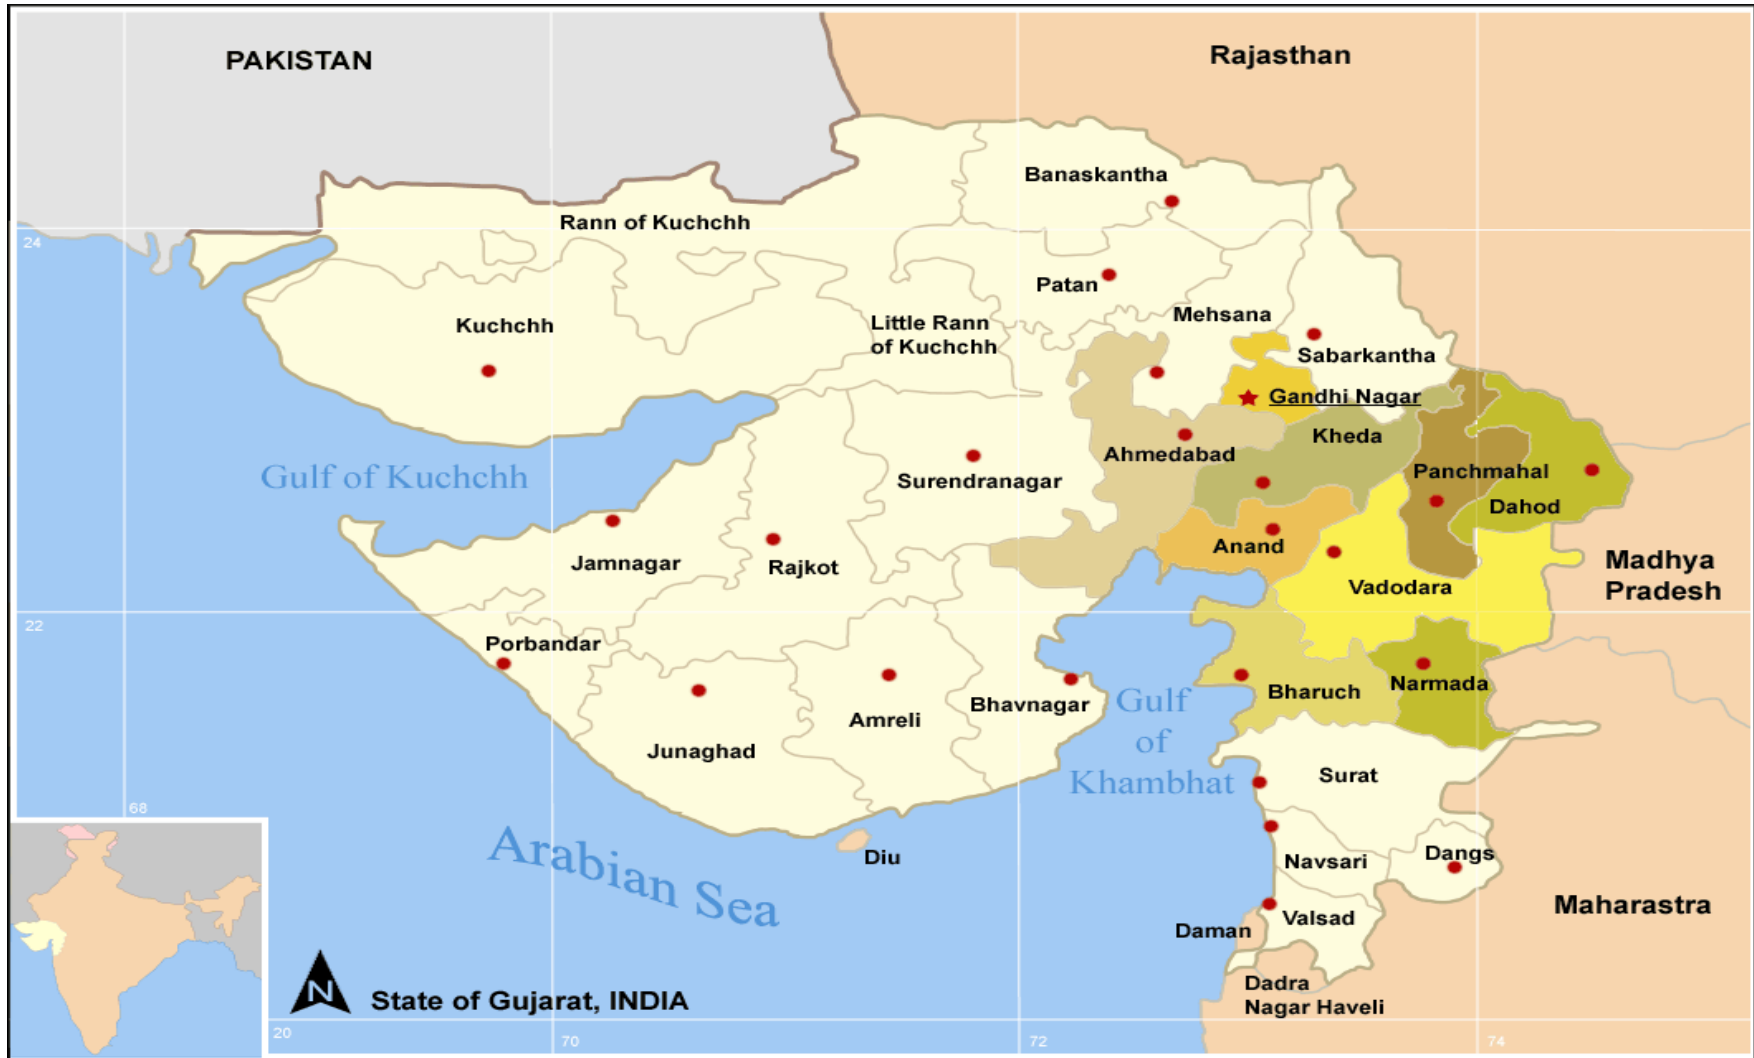 PAKISTAN
Rajasthan
Banaskantha
Rann of Kuchchh
24
Patan
Mehsana
Kuchchh
Little Rann
of Kuchchh
Sabarkantha
Gandhi Nagar
Kheda
Ahmedabad
Panchmahal
Gulf of Kuchchh
Surendranagar
Dahod
Anand
Jamnagar
Rajkot
Madhya
Pradesh
Vadodara
22
Porbandar
Narmada
Bharuch
Bhavnagar
Gulf
of
Khambhat
Amreli
Junaghad
Surat
68
Arabian Sea
Diu
Dangs
Navsari
Maharastra
Valsad
Daman
Dadra
Nagar Haveli
N
State of Gujarat, INDIA
20
70
72
74